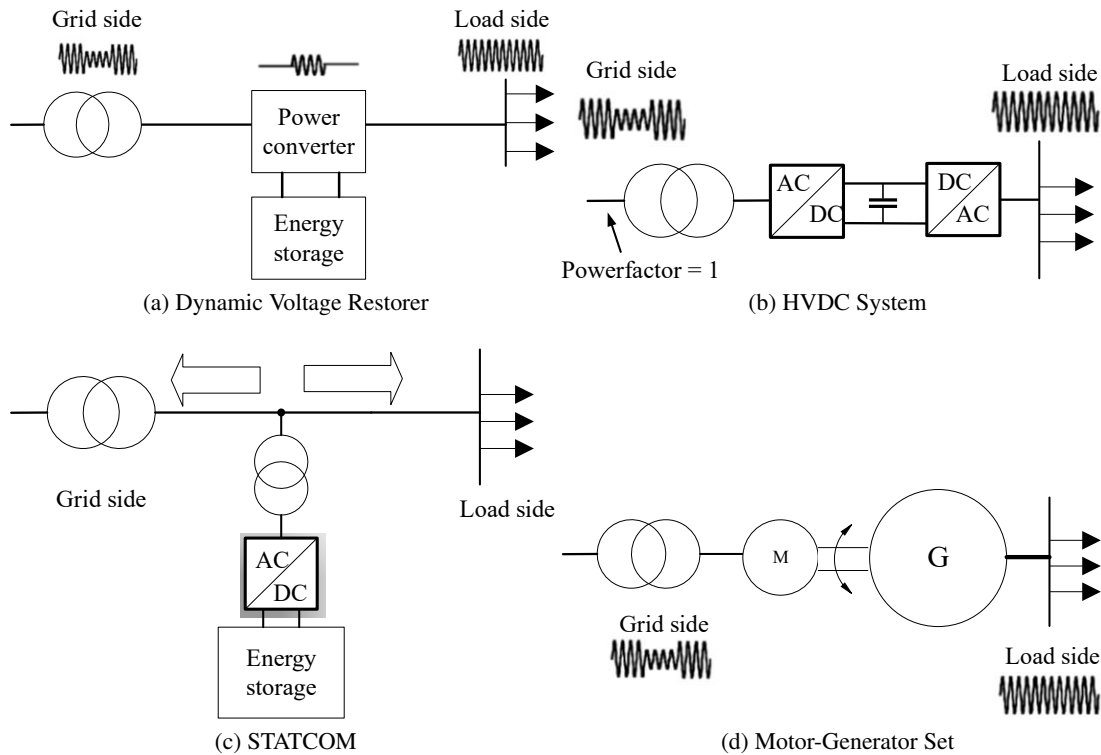 Grid side
Load side
Power
converter
Energy
storage
(a) Dynamic Voltage Restorer
Grid side
Load side
AC
DC
DC
AC
Powerfactor = 1
(b) HVDC System
Grid side
Load side
AC
DC
Energy
storage
(c) STATCOM
M
G
Grid side
Load side
(d) Motor-Generator Set